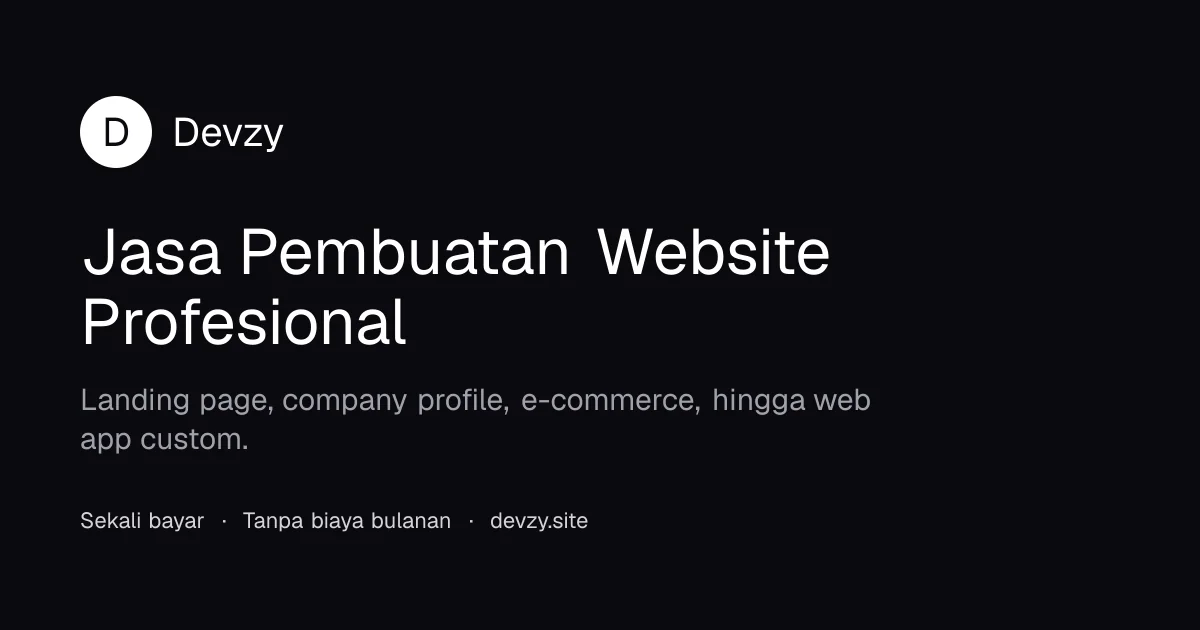 D Devzy
Jasa Pembuatan Website
Profesional
Landing page, company profile, e-commerce, hingga web
app custom.
Sekali bayar · Tanpa biaya bulanan · devzy.site